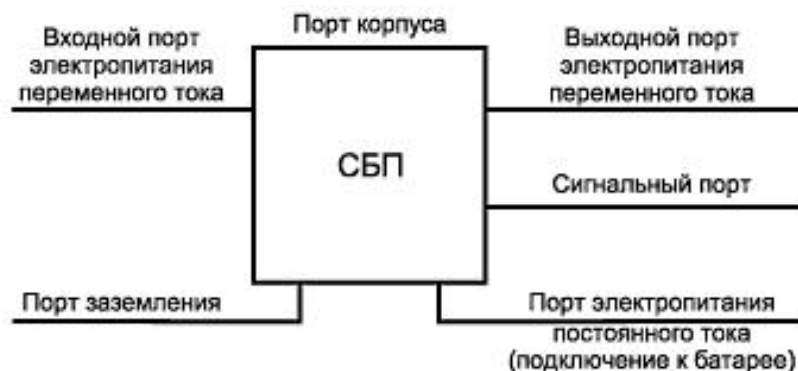 Входной порт
электропитания
переменного тока
Порт корпуса
Выходной порт
электропитания
переменного тока
СБП
Сигнальный порт
Порт заземления
Порт электропитания
постоянного тока
(подключение к батарее)